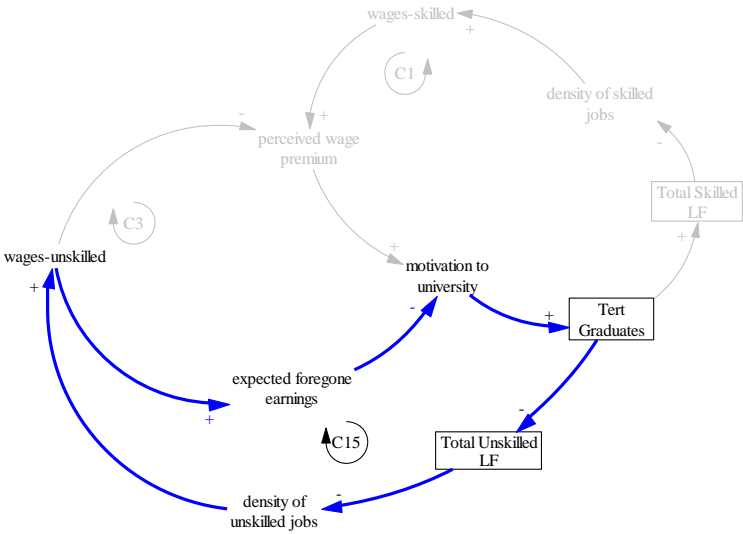 wages-skilled
+
C1
density of skilled
jobs
-
+
perceived wage
premium
-
-
Total Skilled
LF
+
C3
+
wages-unskilled
+
motivation to
university
-
+
Tert
Graduates
expected foregone
earnings
+
-
C15
Total Unskilled
LF
-
density of
unskilled jobs